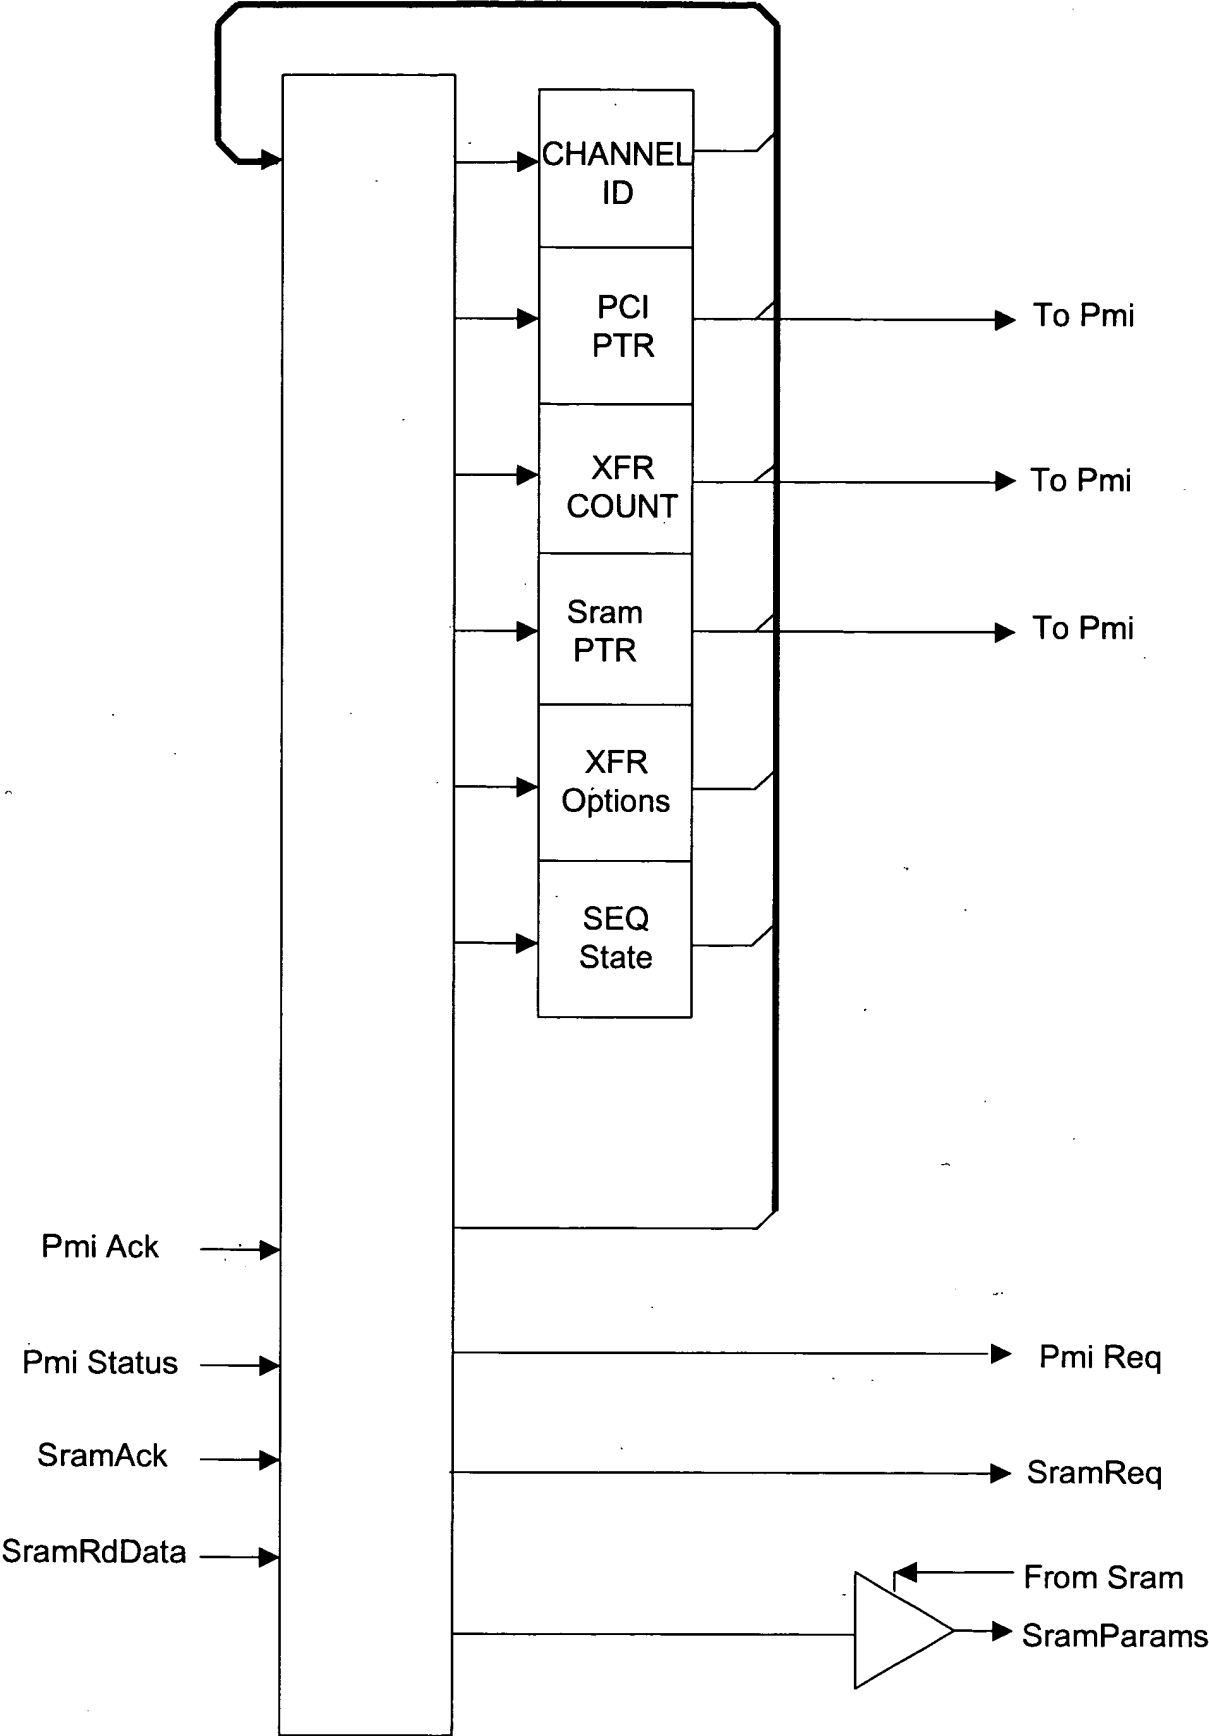 CHANNEL
ID
PCI
PTR
To Pmi
XFR
COUNT
To Pmi
Sram
PTR
To Pmi
XFR
Options
SEQ
State
Pmi Ack
Pmi Status
Pmi Req
SramAck
SramReq
SramRdData
From Sram
SramParams